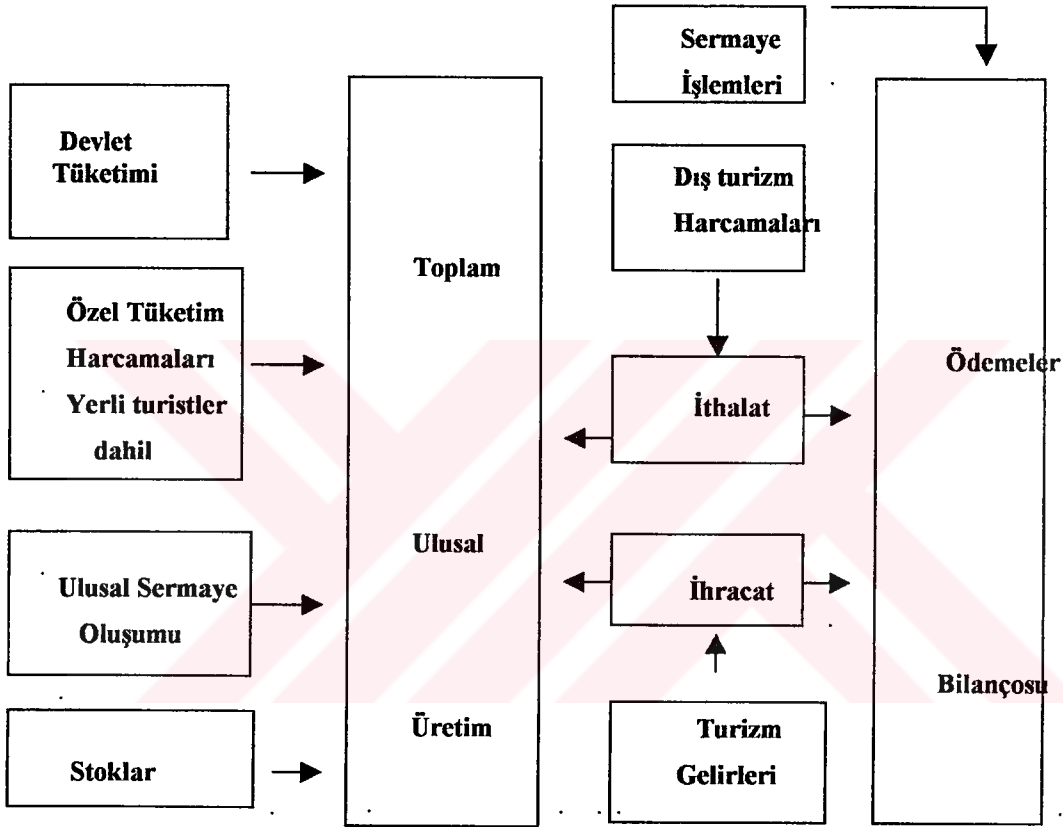 Devlet
Tüketimi
Özel Tüketim
Harcamaları
Yerli turistler
dahil
Ulusal Sermaye
Oluşumu
Stoklar
Toplam
Ulusal
Üretim
Sermaye
İşlemleri
Dış turizm
Harcamaları
İthalat
İhracat
Turizm
Gelirleri
Ödemeler
Bilançosu